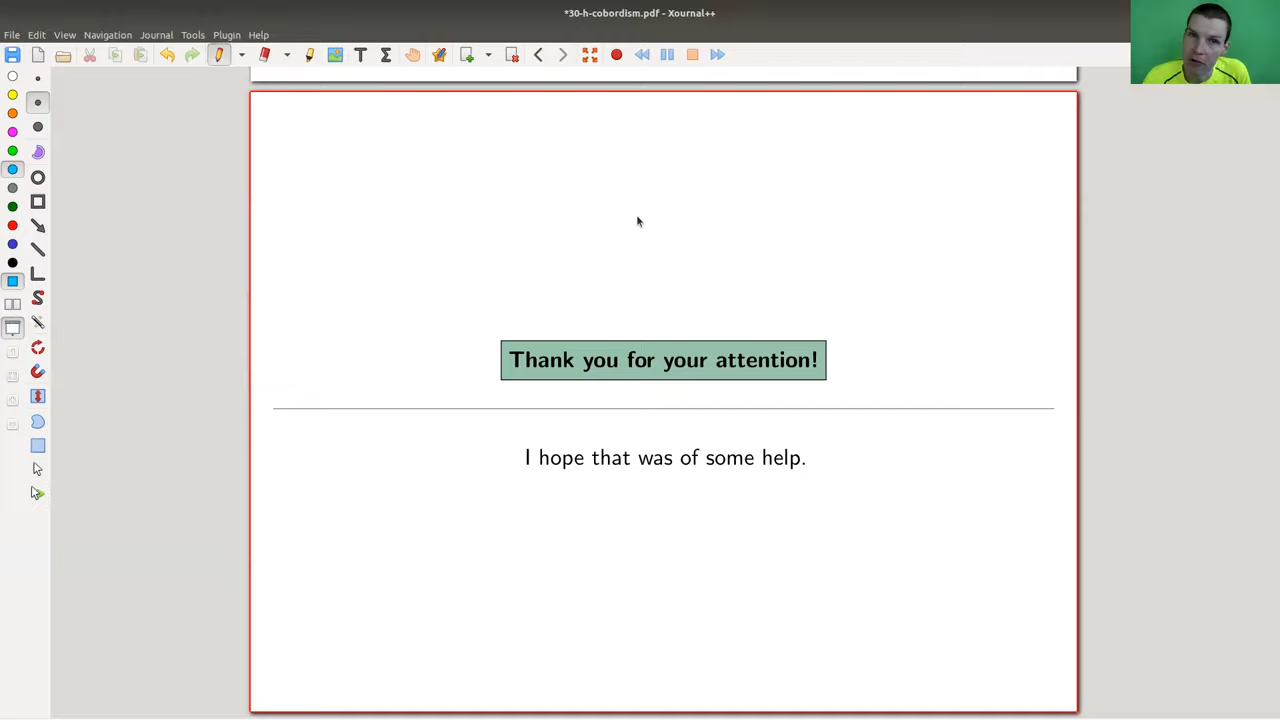 *30-h-cobordism.pdf - Xournal++
File Edit View Navigation Journal Tools Plugin Help
Thank you for your attention!
I hope that was of some help.